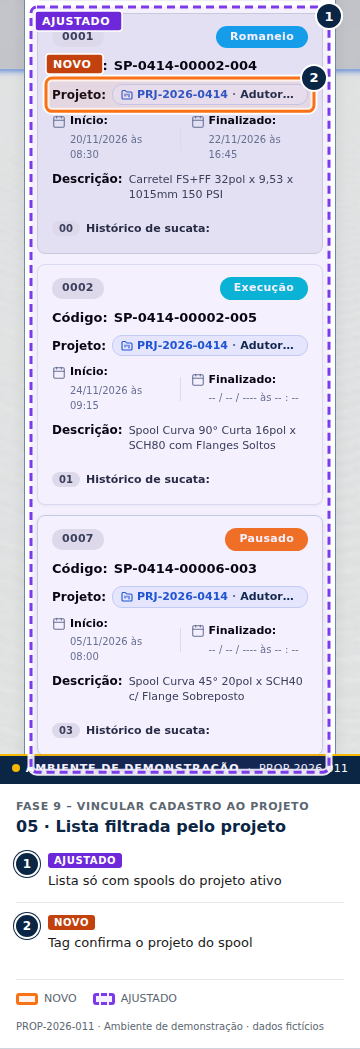 1
AJUSTADO
0001
Romaneio
NOVO : SP-0414-00002-004
2
Projeto: PRJ-2026-0414 · Adutor...
Início:
Finalizado:
20/11/2026 às 08:30
22/11/2026 às 16:45
Descrição: Carretel FS+FF 32pol x 9,53 x
1015mm 150 PSI
00 Histórico de sucata:
0002
Execução
Código: SP-0414-00002-005
Projeto: PRJ-2026-0414 · Adutor...
Início:
Finalizado:
24/11/2026 às 09:15
-- / -- / ---- às -- : --
Descrição: Spool Curva 90° Curta 16pol x
SCH80 com Flanges Soltos
01 Histórico de sucata:
0007
Pausado
Código: SP-0414-00006-003
Projeto: PRJ-2026-0414 · Adutor...
Início:
Finalizado:
05/11/2026 às 08:00
-- / -- / ---- às -- : --
Descrição: Spool Curva 45° 20pol x SCH40
c/ Flange Sobreposto
03 Histórico de sucata:
AMBIENTE DE DEMONSTRAÇÃO · PROP-2026-011
FASE 9 – VINCULAR CADASTRO AO PROJETO
05 · Lista filtrada pelo projeto
1 AJUSTADO
Lista só com spools do projeto ativo
2 NOVO
Tag confirma o projeto do spool
NOVO AJUSTADO
PROP-2026-011 · Ambiente de demonstração · dados fictícios